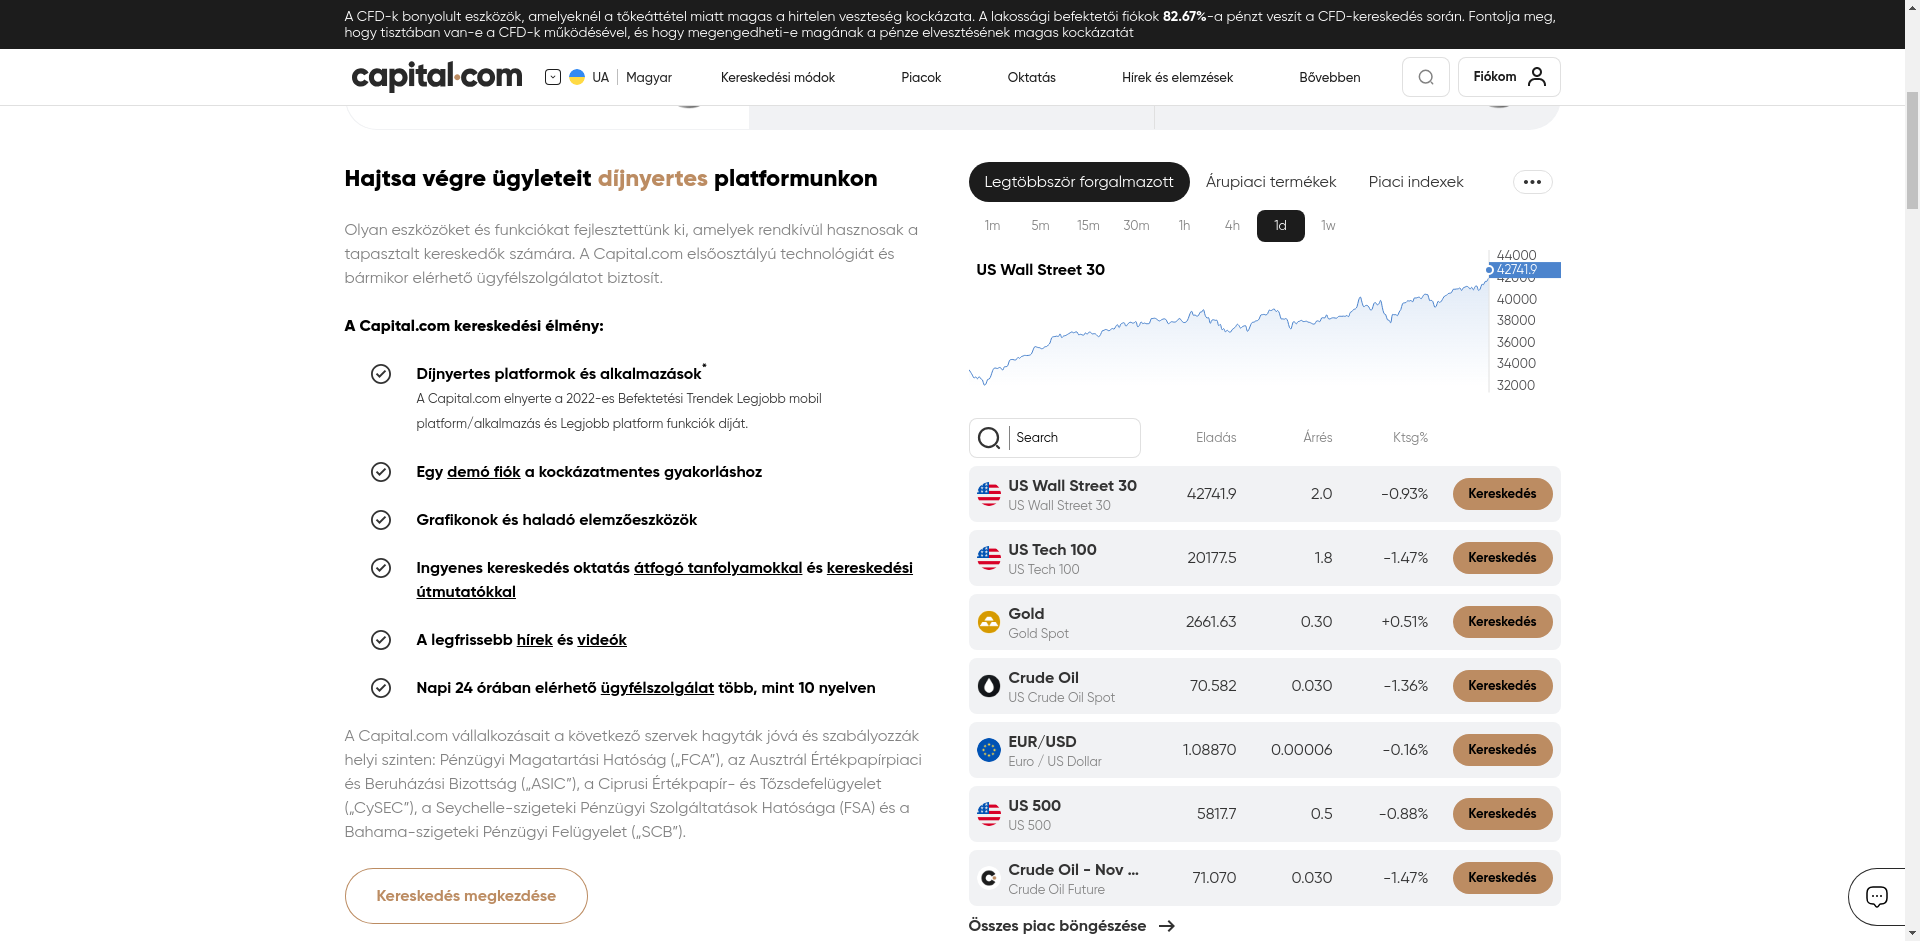 A CFD-k bonyolult eszközök, amelyeknél a tőkeáttétel miatt magas a hirtelen veszteség kockázata. A lakossági befektetői fiókok 82.67%-a pénzt veszít a CFD-kereskedés során. Fontolja meg,
hogy tisztában van-e a CFD-k működésével, és hogy megengedheti-e magának a pénze elvesztésének magas kockázatát
capital.com
UA | Magyar
Kereskedési módok
Piacok
Oktatás
Hírek és elemzések
Bővebben
Fiókom
Hajtsa végre ügyleteit díjnyertes platformunkon
Olyan eszközöket és funkciókat fejlesztettünk ki, amelyek rendkívül hasznosak a
tapasztalt kereskedők számára. A Capital.com elsőosztályú technológiát és
bármikor elérhető ügyfélszolgálatot biztosít.
A Capital.com kereskedési élmény:
Díjnyertes platformok és alkalmazások*
A Capital.com elnyerte a 2022-es Befektetési Trendek Legjobb mobil
platform/alkalmazás és Legjobb platform funkciók díját.
Egy demó fiók a kockázatmentes gyakorláshoz
Grafikonok és haladó elemzőeszközök
Ingyenes kereskedés oktatás átfogó tanfolyamokkal és kereskedési
útmutatókkal
A legfrissebb hírek és videók
Napi 24 órában elérhető ügyfélszolgálat több, mint 10 nyelven
A Capital.com vállalkozásait a következő szervek hagyták jóvá és szabályozzák
helyi szinten: Pénzügyi Magatartási Hatóság („FCA”), az Ausztrál Értékpapírpiaci
és Beruházási Bizottság („ASIC”), a Ciprusi Értékpapír- és Tőzsdefelügyelet
(„CySEC”), a Seychelle-szigeteki Pénzügyi Szolgáltatások Hatósága (FSA) és a
Bahama-szigeteki Pénzügyi Felügyelet („SCB”).
Kereskedés megkezdése
Legtöbbször forgalmazott
Árupiaci termékek
Piaci indexek
1m 5m 15m 30m 1h 4h 1d 1w
US Wall Street 30
44000
42741.9
42000
40000
38000
36000
34000
32000
Search
Eladás Árrés Ktsg%
US Wall Street 30 42741.9 2.0 -0.93% Kereskedés
US Wall Street 30
US Tech 100 20177.5 1.8 -1.47% Kereskedés
US Tech 100
Gold 2661.63 0.30 +0.51% Kereskedés
Gold Spot
Crude Oil 70.582 0.030 -1.36% Kereskedés
US Crude Oil Spot
EUR/USD 1.08870 0.00006 -0.16% Kereskedés
Euro / US Dollar
US 500 5817.7 0.5 -0.88% Kereskedés
US 500
Crude Oil - Nov ... 71.070 0.030 -1.47% Kereskedés
Crude Oil Future
Összes piac böngészése